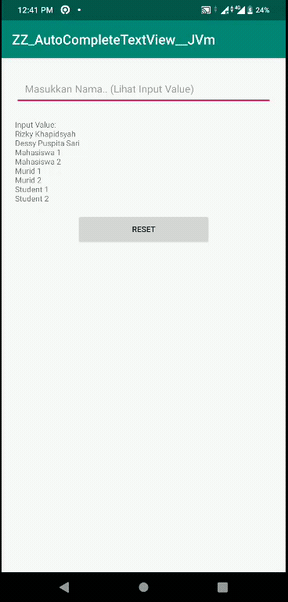 12:41 PM
24%
ZZ_AutoCompleteTextView__JVm
Masukkan Nama.. (Lihat Input Value)
Input Value:
Rizky Khapidsyah
Dessy Puspita Sari
Mahasiswa 1
Mahasiswa 2
Murid 1
Murid 2
Student 1
Student 2
RESET